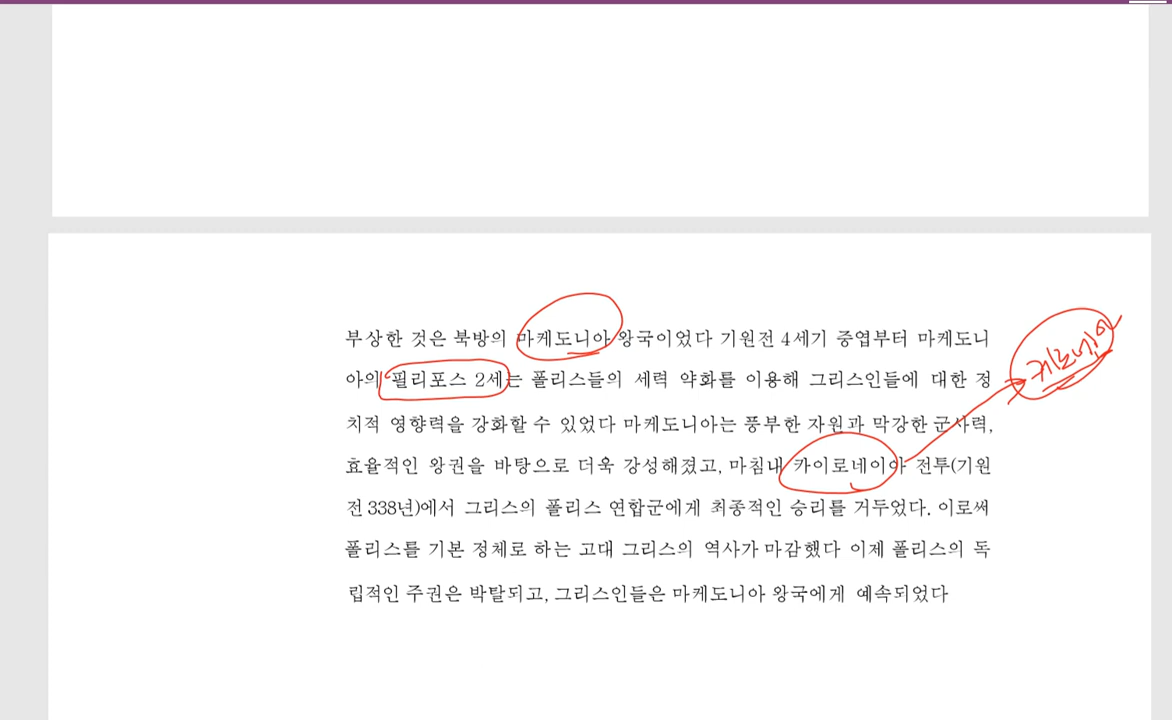 부상한 것은 북방의 마케도니아 왕국이었다 기원전 4세기 중엽부터 마케도니
아의 필리포스 2세는 폴리스들의 세력 약화를 이용해 그리스인들에 대한 정
치적 영향력을 강화할 수 있었다 마케도니아는 풍부한 자원과 막강한 군사력,
효율적인 왕권을 바탕으로 더욱 강성해졌고, 마침내 카이로네이아 전투(기원
전 338년)에서 그리스의 폴리스 연합군에게 최종적인 승리를 거두었다. 이로써
폴리스를 기본 정체로 하는 고대 그리스의 역사가 마감했다 이제 폴리스의 독
립적인 주권은 박탈되고, 그리스인들은 마케도니아 왕국에게 예속되었다